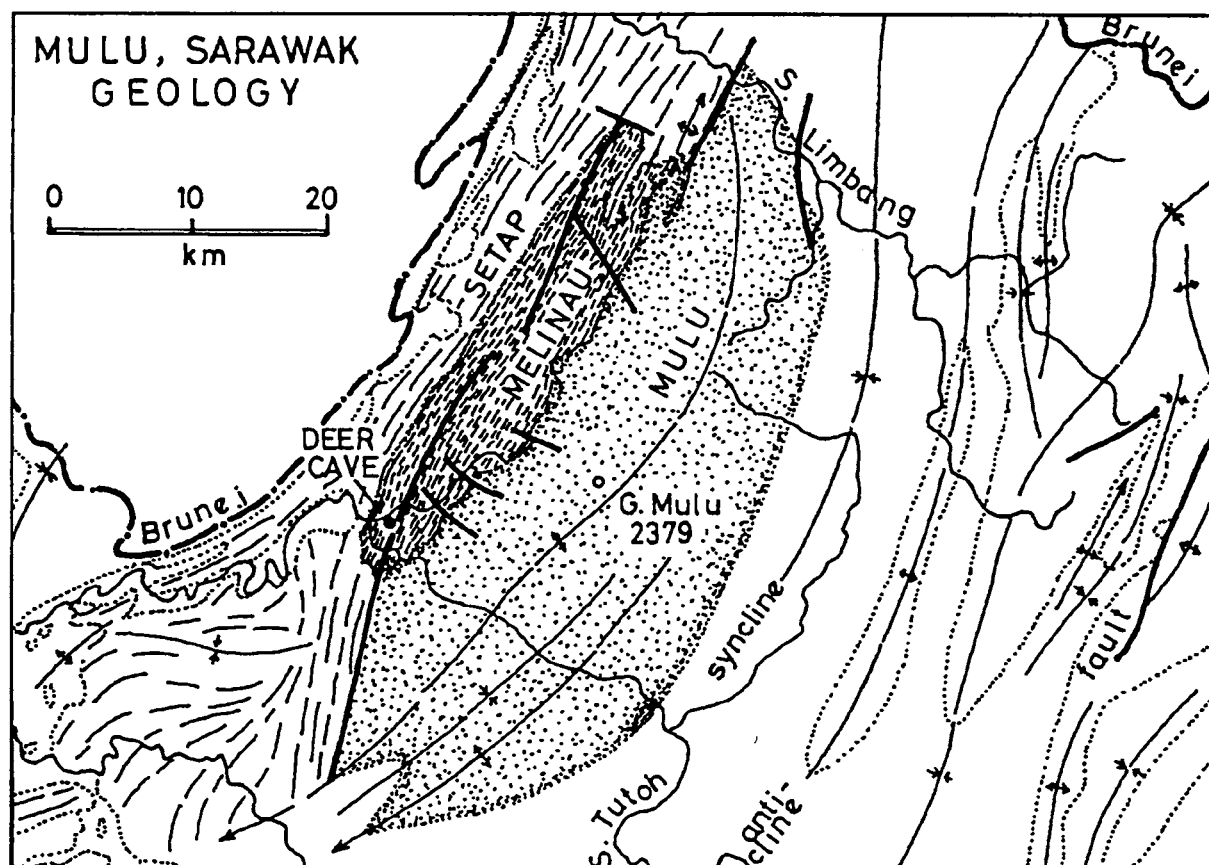 MULU, SARAWAK
GEOLOGY
0 10 20
km
Brunei
S. Limbang
SETAP
MELINAU
MULU
DEER
CAVE
Brunei
G. Mulu
2379
syncline
fault
S. Tutoh
anti-
cline